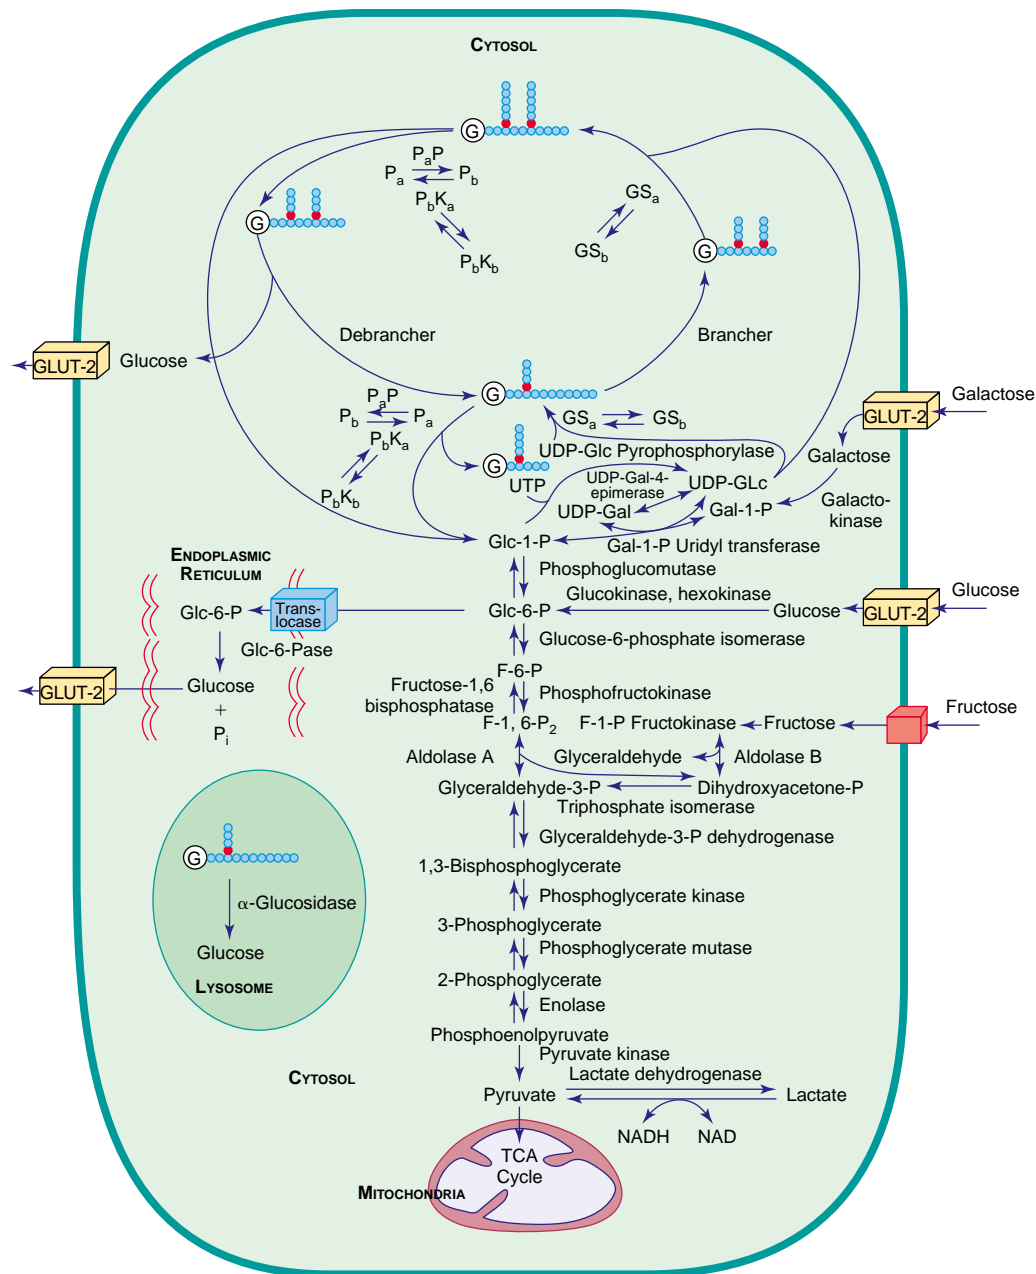 CYTOSOL
G
PaP
Pa
Pb
PbKa
PbKb
GSa
GSb
G
G
Debrancher
Brancher
GLUT-2
Glucose
G
PaP
Pb
Pa
PbKa
PbKb
GSa
GSb
UDP-Glc Pyrophosphorylase
G
UTP
UDP-Gal-4-
epimerase
UDP-GLc
UDP-Gal
Gal-1-P
Galactose
GLUT-2
Galactose
Galacto-
kinase
Glc-1-P
Gal-1-P Uridyl transferase
Phosphoglucomutase
ENDOPLASMIC
RETICULUM
Glc-6-P
Trans-
locase
Glc-6-Pase
Glucose
+
Pi
GLUT-2
Glc-6-P
Glucokinase, hexokinase
Glucose
GLUT-2
Glucose
Glucose-6-phosphate isomerase
F-6-P
Fructose-1,6
bisphosphatase
Phosphofructokinase
F-1, 6-P2
F-1-P Fructokinase
Fructose
Fructose
Aldolase A
Glyceraldehyde
Aldolase B
Glyceraldehyde-3-P
Dihydroxyacetone-P
Triphosphate isomerase
Glyceraldehyde-3-P dehydrogenase
1,3-Bisphosphoglycerate
Phosphoglycerate kinase
3-Phosphoglycerate
Phosphoglycerate mutase
2-Phosphoglycerate
Enolase
Phosphoenolpyruvate
Pyruvate kinase
Pyruvate
Lactate dehydrogenase
Lactate
NADH
NAD
TCA
Cycle
MITOCHONDRIA
G
α-Glucosidase
Glucose
LYSOSOME
CYTOSOL